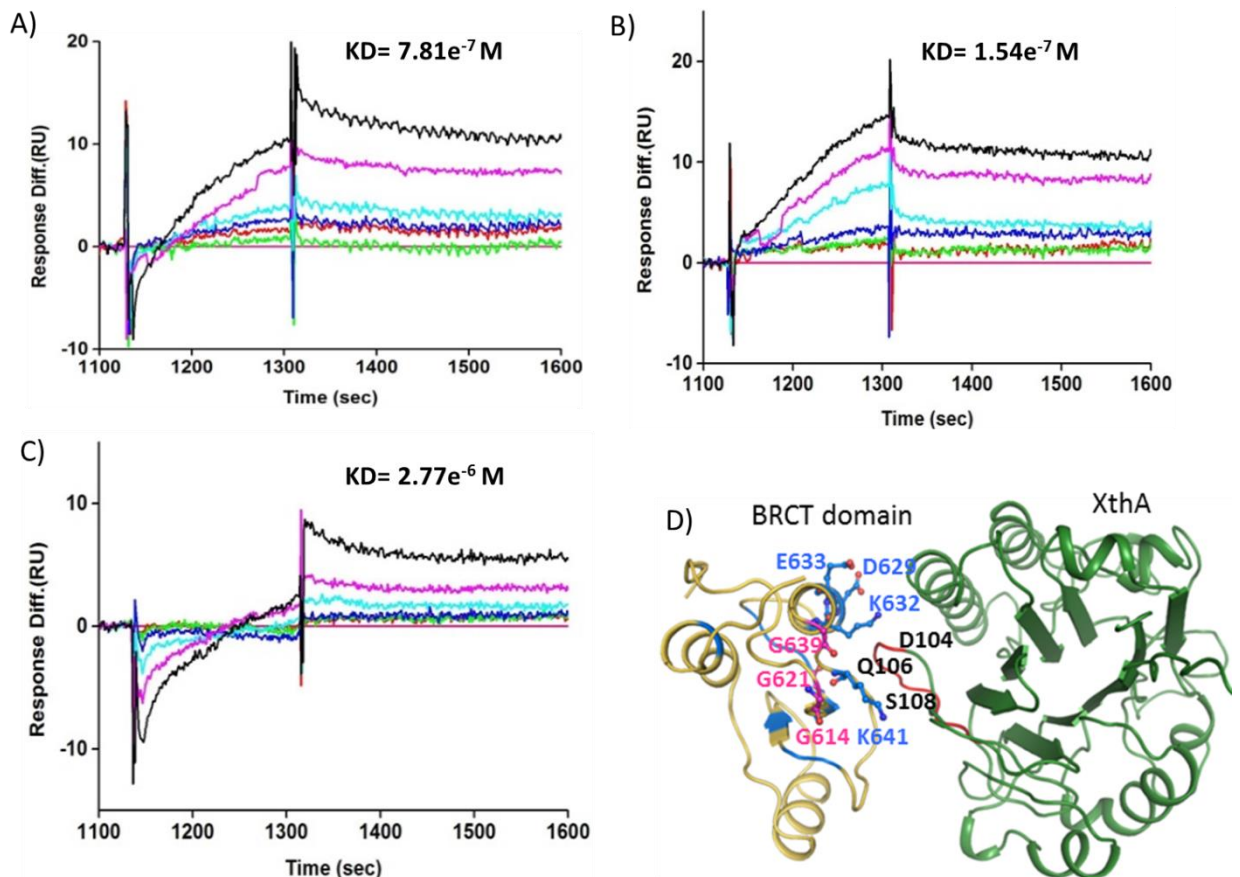 A)
KD= 7.81e-7 M
20
10
0
-10
Response Diff.(RU)
1100 1200 1300 1400 1500 1600
Time (sec)
B)
KD= 1.54e-7 M
20
10
0
-10
Response Diff.(RU)
1100 1200 1300 1400 1500 1600
Time (sec)
C)
KD= 2.77e-6 M
10
0
-10
Response Diff.(RU)
1100 1200 1300 1400 1500 1600
Time (sec)
D)
BRCT domain
XthA
E633 D629
K632
G639
D104
Q106
G621
S108
G614 K641